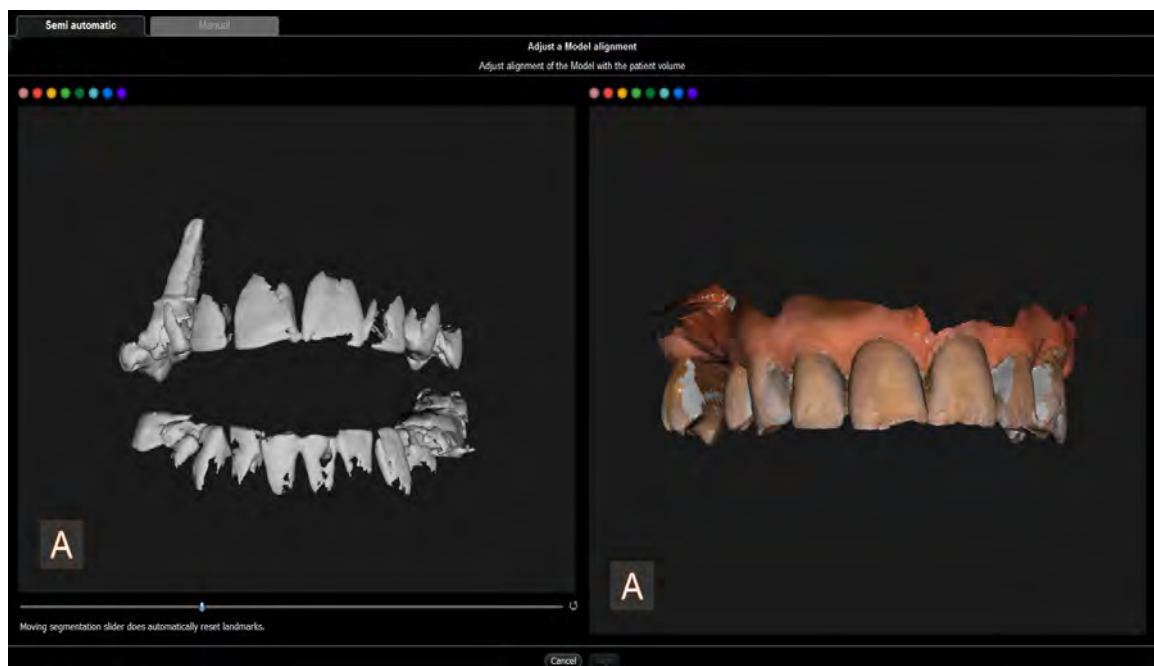 Semi automatic
Manual
Adjust a Model alignment
Adjust alignment of the Model with the patient volume
A
A
Moving segmentation slider does automatically reset landmarks.
Cancel